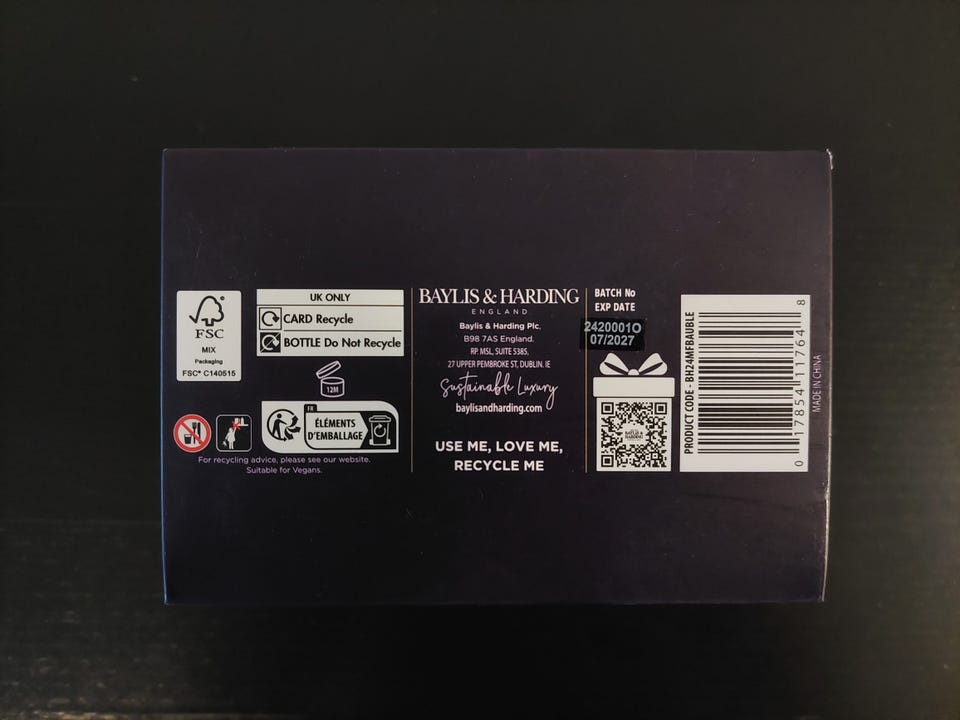 FSC
MIX
Packaging
FSC® C140515
UK ONLY
CARD Recycle
BOTTLE Do Not Recycle
12M
FR
ÉLÉMENTS
D'EMBALLAGE
For recycling advice, please see our website.
Suitable for Vegans.
BAYLIS & HARDING
ENGLAND
Baylis & Harding Plc,
B98 7AS England.
RP. MSL, SUITE 5385,
27 UPPER PEMBROKE ST, DUBLIN. IE
Sustainable Luxury
baylisandharding.com
USE ME, LOVE ME,
RECYCLE ME
BATCH No
EXP DATE
2420001O
07/2027
BAYLIS & HARDING
PRODUCT CODE - BH24MFBAUBLE
0 17854 11764 8
MADE IN CHINA